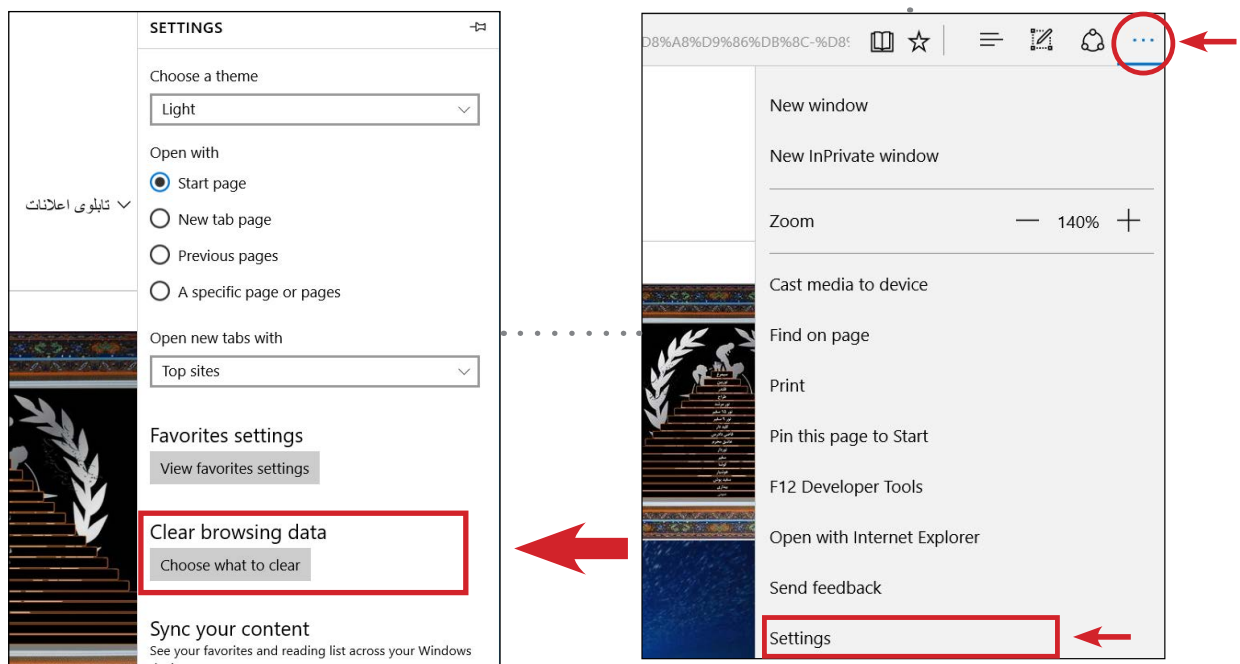 SETTINGS
Choose a theme
Light
Open with
Start page
New tab page
Previous pages
A specific page or pages
Open new tabs with
Top sites
Favorites settings
View favorites settings
Clear browsing data
Choose what to clear
Sync your content
See your favorites and reading list across your Windows
تابلوی اعلانات
D8%A8%D9%86%DB%8C-%D8
New window
New InPrivate window
Zoom
140%
Cast media to device
Find on page
Print
Pin this page to Start
F12 Developer Tools
Open with Internet Explorer
Send feedback
Settings